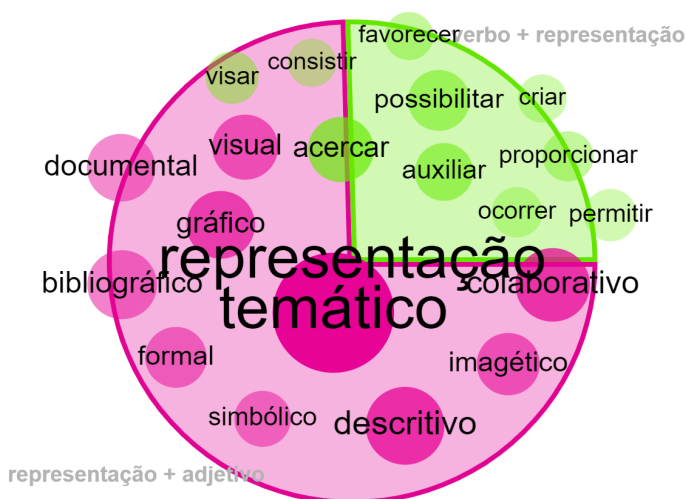 favorecer
verbo + representação
consistir
visar
possibilitar
criar
visual
acercar
proporcionar
documental
auxiliar
gráfico
ocorrer
permitir
representação
bibliográfico
colaborativo
temático
formal
imagético
simbólico
descritivo
representação + adjetivo